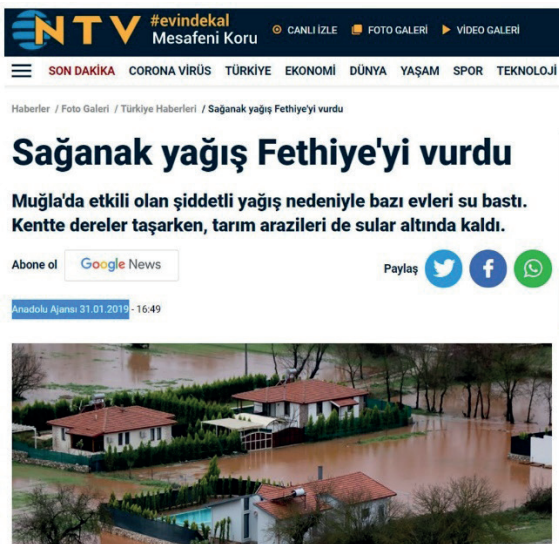 NTV
#evindekal
Mesafeni Koru
CANLI İZLE
FOTO GALERİ
VİDEO GALERİ
SON DAKİKA CORONA VİRÜS TÜRKİYE EKONOMİ DÜNYA YAŞAM SPOR TEKNOLOJİ
Haberler / Foto Galeri / Türkiye Haberleri / Sağanak yağış Fethiye'yi vurdu
Sağanak yağış Fethiye'yi vurdu
Muğla'da etkili olan şiddetli yağış nedeniyle bazı evleri su bastı.
Kentte dereler taşarken, tarım arazileri de sular altında kaldı.
Abone ol Google News
Paylaş
Anadolu Ajansı 31.01.2019 - 16:49